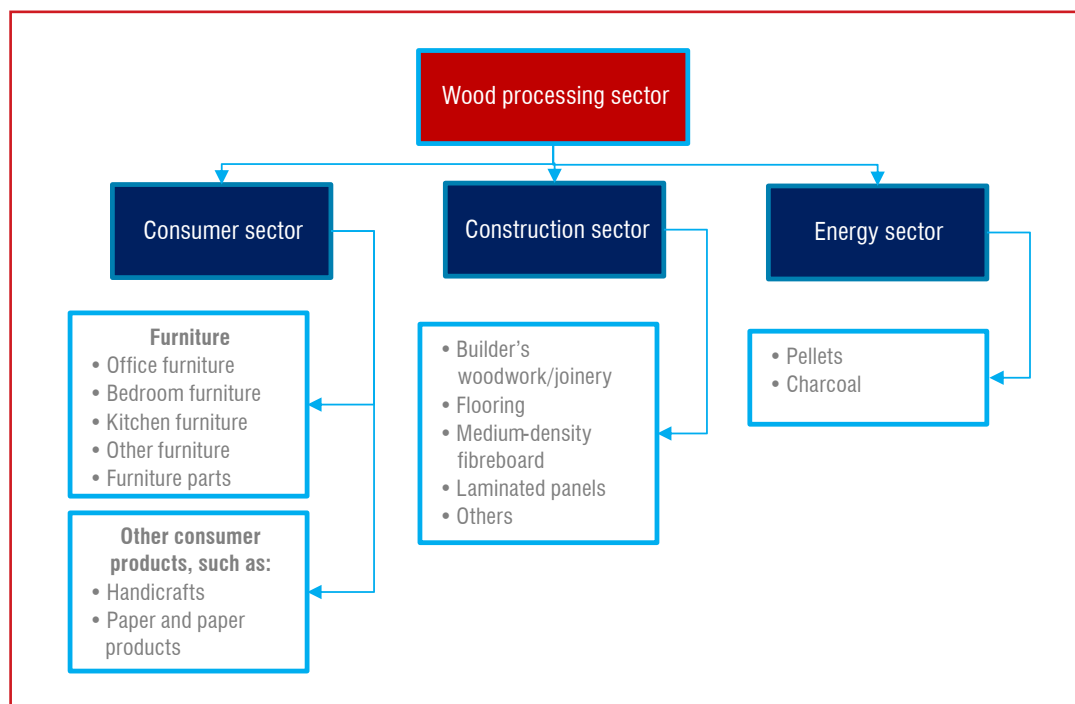 Wood processing sector
Consumer sector
Construction sector
Energy sector
Furniture
• Office furniture
• Bedroom furniture
• Kitchen furniture
• Other furniture
• Furniture parts
Other consumer
products, such as:
• Handicrafts
• Paper and paper
products
• Builder's
woodwork/joinery
• Flooring
• Medium-density
fibreboard
• Laminated panels
• Others
• Pellets
• Charcoal